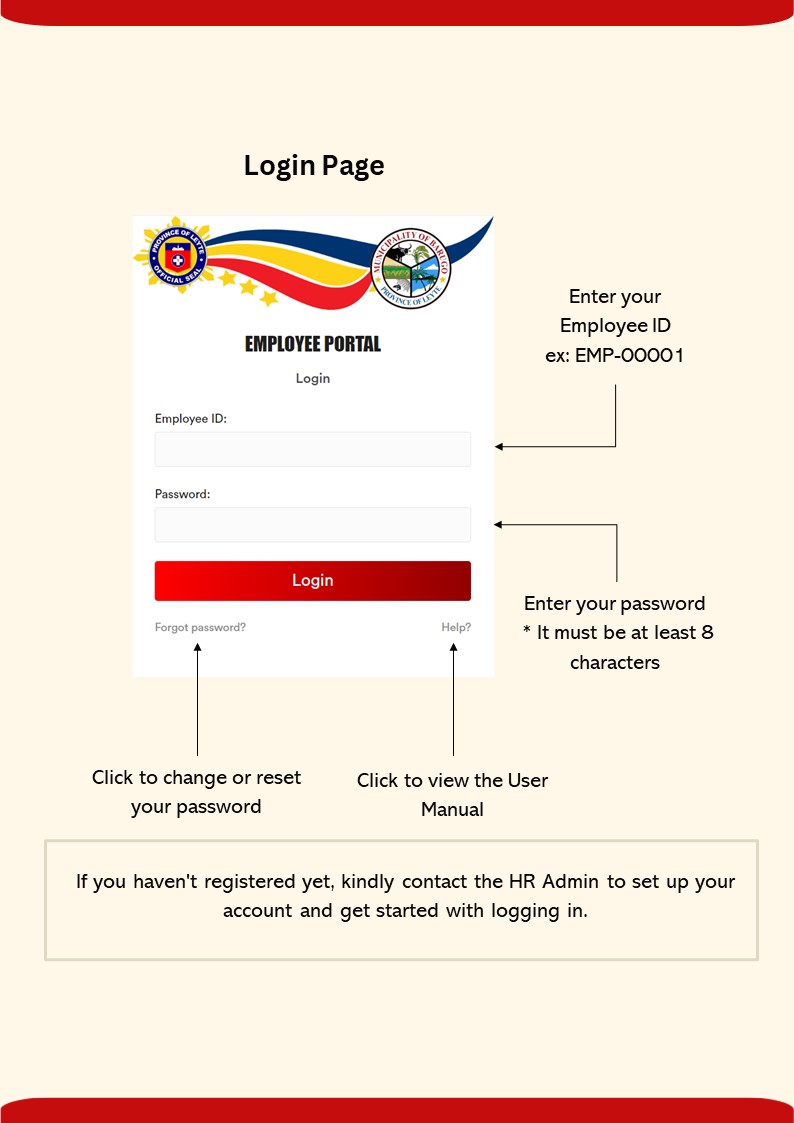 Login Page
PROVINCE OF LEYTE
OFFICIAL SEAL
MUNICIPALITY OF BARUGO
PROVINCE OF LEYTE
EMPLOYEE PORTAL
Login
Employee ID:
Password:
Login
Forgot password?
Help?
Enter your
Employee ID
ex: EMP-00001
Enter your password
* It must be at least 8
characters
Click to change or reset
your password
Click to view the User
Manual
If you haven't registered yet, kindly contact the HR Admin to set up your
account and get started with logging in.